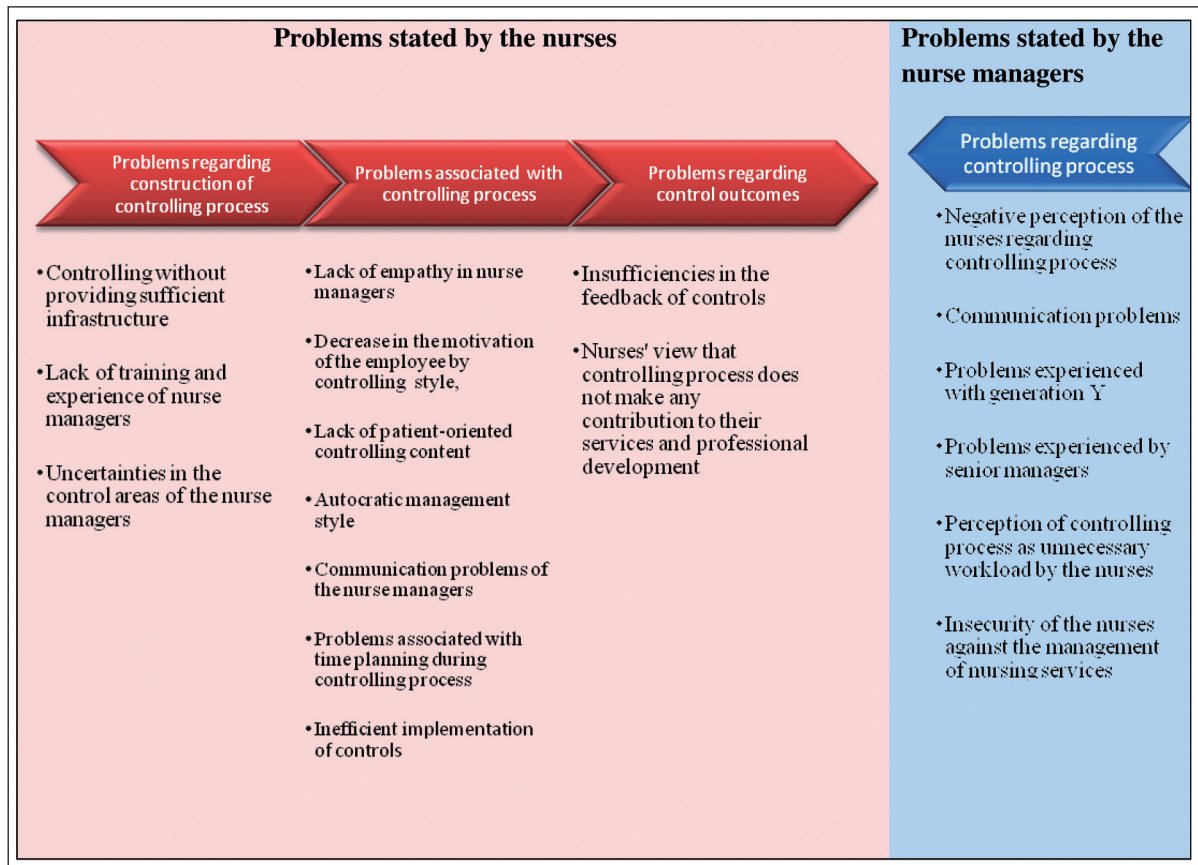 Problems stated by the nurses
Problems regarding
construction of
controlling process
•Controlling without
providing sufficient
infrastructure
•Lack of training and
experience of nurse
managers
•Uncertainties in the
control areas of the nurse
managers
Problems associated with
controlling process
•Lack of empathy in nurse
managers
•Decrease in the motivation
of the employee by
controlling style,
•Lack of patient-oriented
controlling content
•Autocratic management
style
•Communication problems of
the nurse managers
•Problems associated with
time planning during
controlling process
•Inefficient implementation
of controls
Problems regarding
control outcomes
•Insufficiencies in the
feedback of controls
•Nurses' view that
controlling process does
not make any
contribution to their
services and professional
development
Problems stated by the
nurse managers
Problems regarding
controlling process
•Negative perception of the
nurses regarding
controlling process
•Communication problems
•Problems experienced
with generation Y
•Problems experienced by
senior managers
•Perception of controlling
process as unnecessary
workload by the nurses
•Insecurity of the nurses
against the management
of nursing services